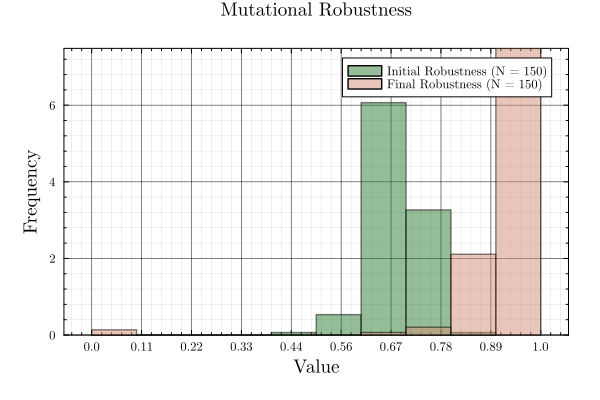 Mutational Robustness
Initial Robustness (N = 150)
Final Robustness (N = 150)
Frequency
6
4
2
0
0.0 0.11 0.22 0.33 0.44 0.56 0.67 0.78 0.89 1.0
Value